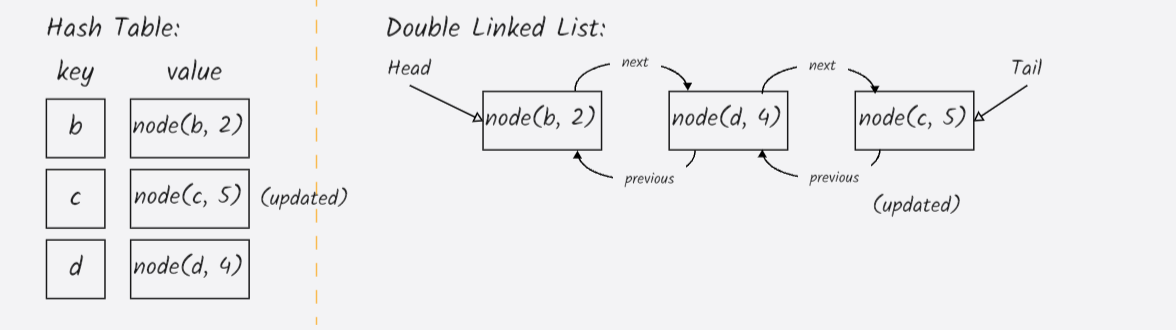 Hash Table:
key value
b node(b, 2)
c node(c, 5) (updated)
d node(d, 4)
Double Linked List:
Head next next Tail
node(b, 2) node(d, 4) node(c, 5)
previous previous
(updated)